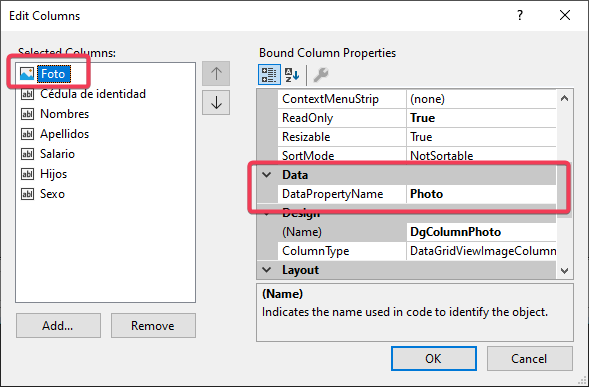 Edit Columns
Selected Columns:
Foto
Cédula de identidad
Nombres
Apellidos
Salario
Hijos
Sexo
Add...
Remove
Bound Column Properties
ContextMenuStrip (none)
ReadOnly True
Resizable True
SortMode NotSortable
Data
DataPropertyName Photo
Design
(Name) DgColumnPhoto
ColumnType DataGridViewImageColumn
Layout
(Name)
Indicates the name used in code to identify the object.
OK
Cancel